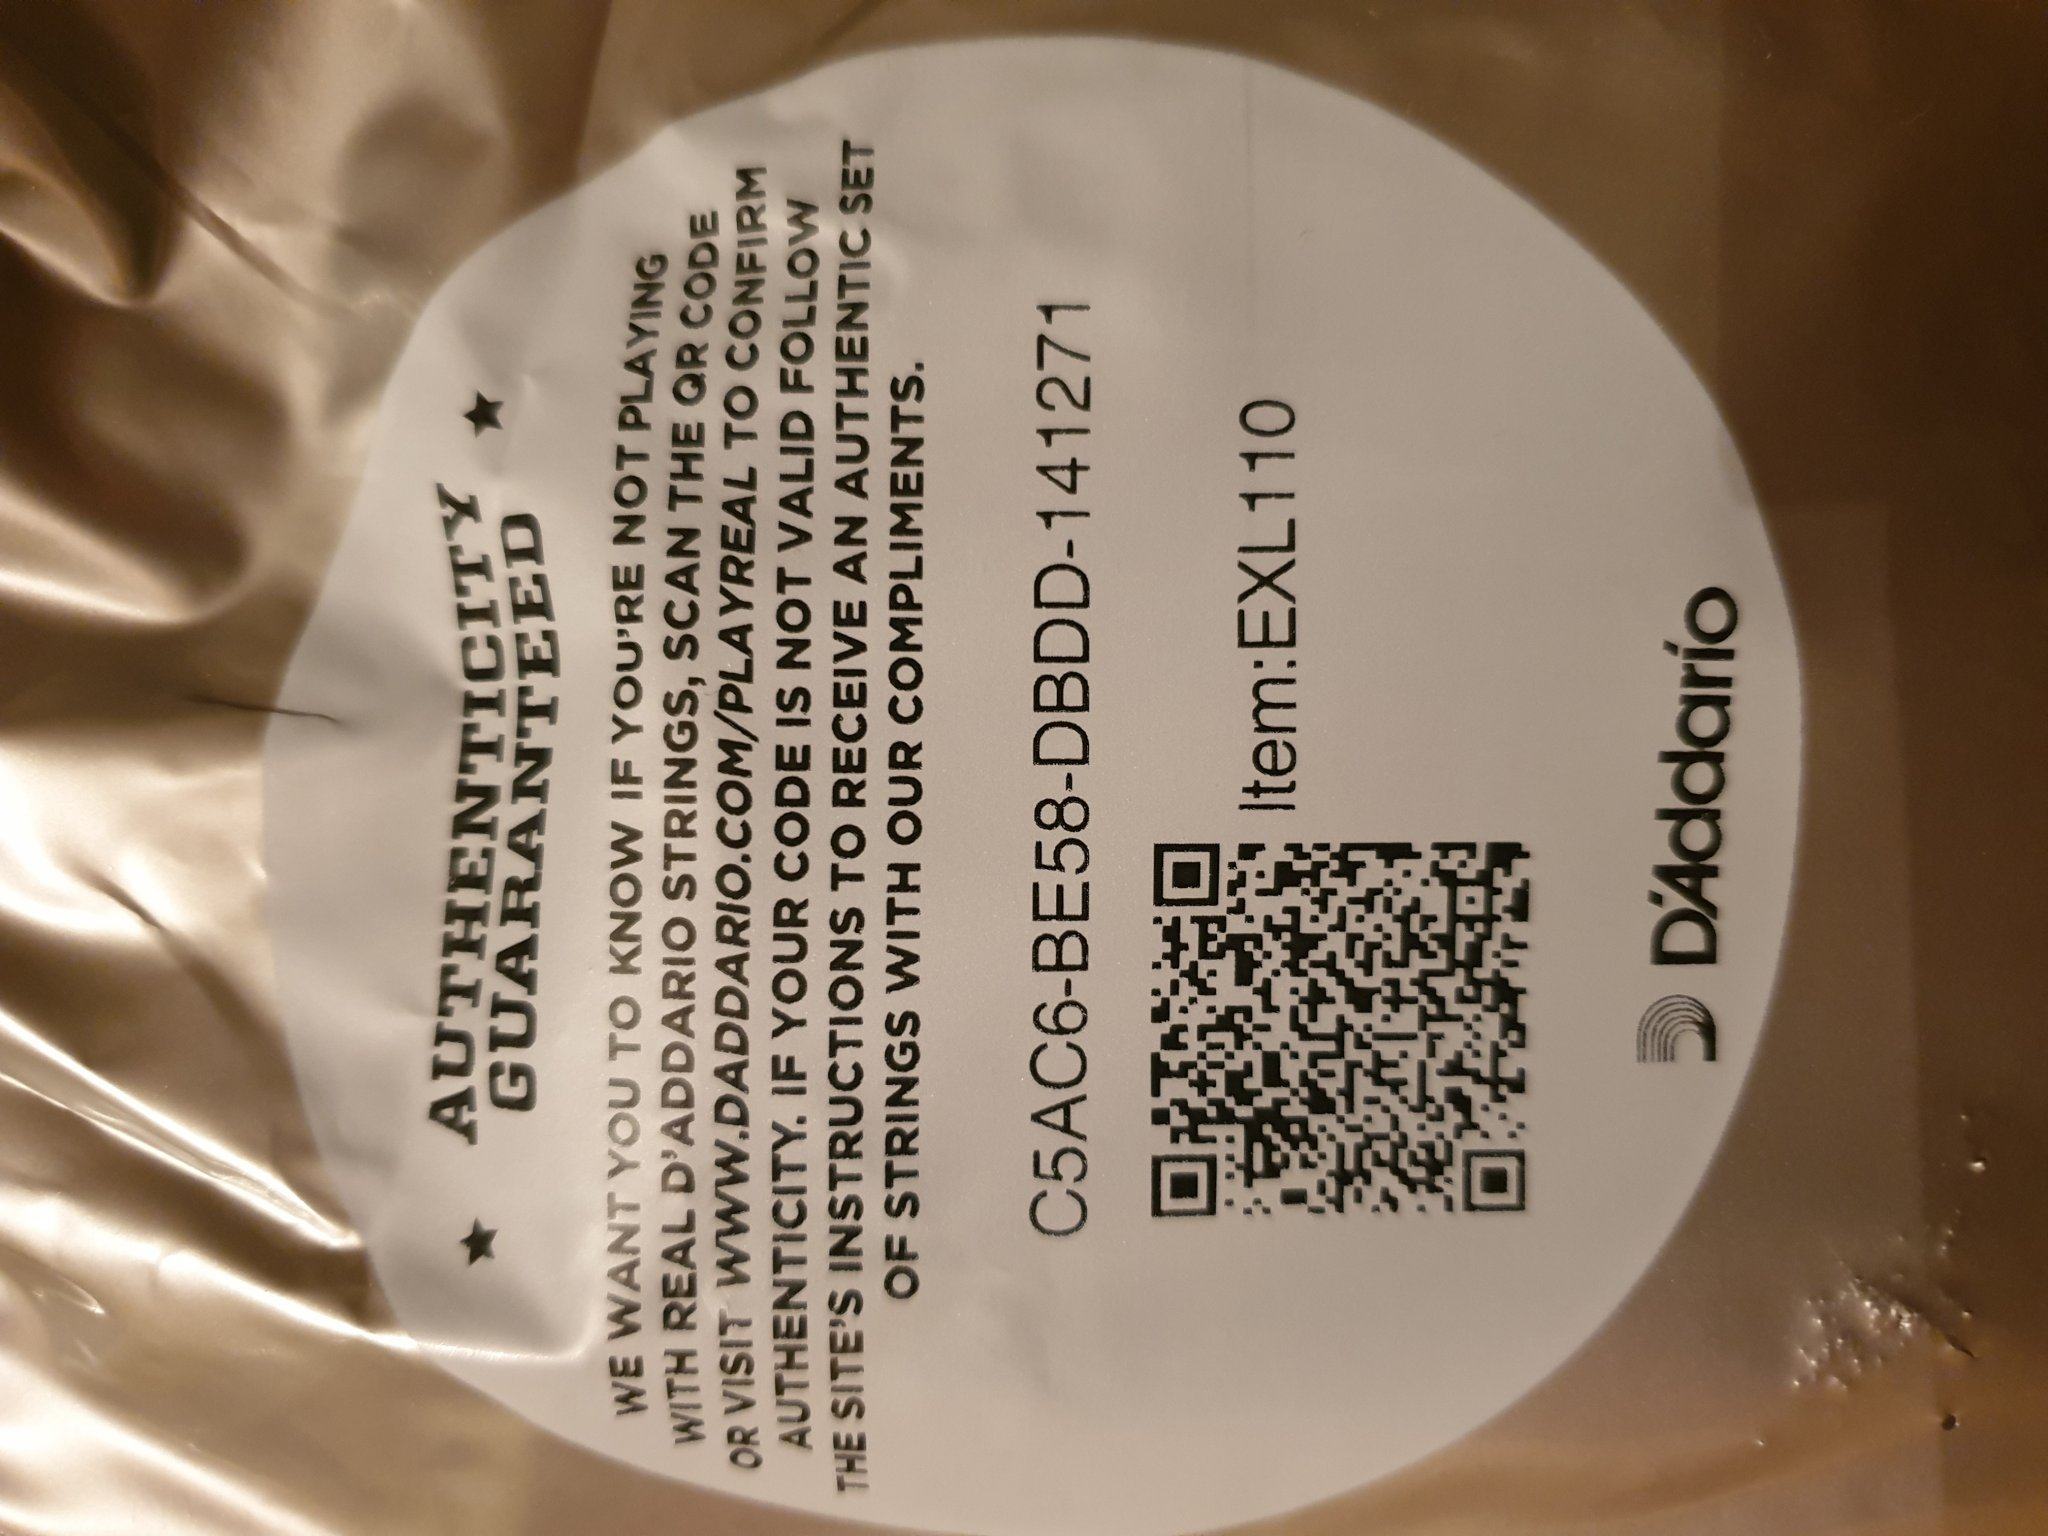 AUTHENTICITY
GUARANTEED
WE WANT YOU TO KNOW IF YOU'RE NOT PLAYING
WITH REAL D'ADDARIO STRINGS, SCAN THE QR CODE
OR VISIT WWW.DADDARIO.COM/PLAYREAL TO CONFIRM
AUTHENTICITY. IF YOUR CODE IS NOT VALID FOLLOW
THE SITE'S INSTRUCTIONS TO RECEIVE AN AUTHENTIC SET
OF STRINGS WITH OUR COMPLIMENTS.
C5AC6-BE58-DBDD-141271
Item:EXL110
D'Addarío